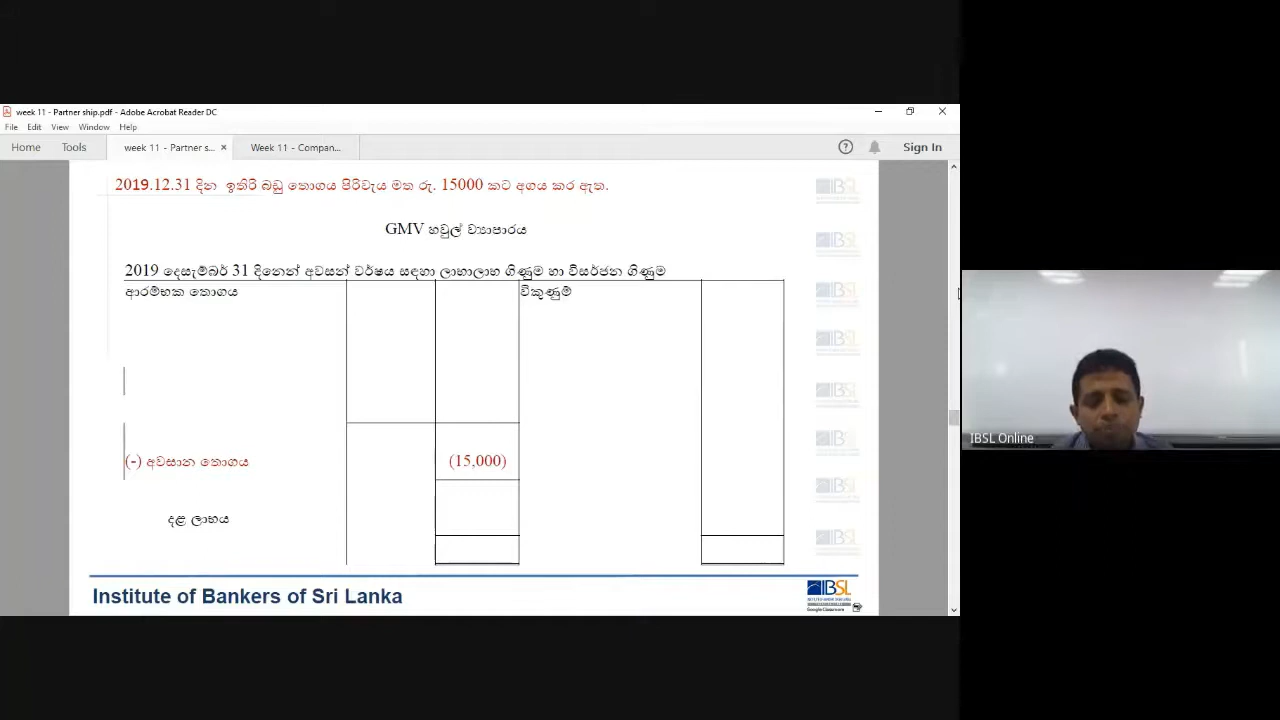 week 11 - Partner ship.pdf - Adobe Acrobat Reader DC
File Edit View Window Help
Home Tools week 11 - Partner s... × Week 11 - Compan... Sign In
2019.12.31 දින ඉතිරි බඩු තොගය පිරිවැය මත රු. 15000 කට අගය කර ඇත.
GMV හවුල් ව්‍යාපාරය
2019 දෙසැම්බර් 31 දිනෙන් අවසන් වර්ෂය සඳහා ලාභාලාභ ගිණුම හා විසර්ජන ගිණුම
ආරම්භක තොගය විකුණුම්
(-) අවසාන තොගය (15,000)
දළ ලාභය
IBSL Online
Institute of Bankers of Sri Lanka
IBSL